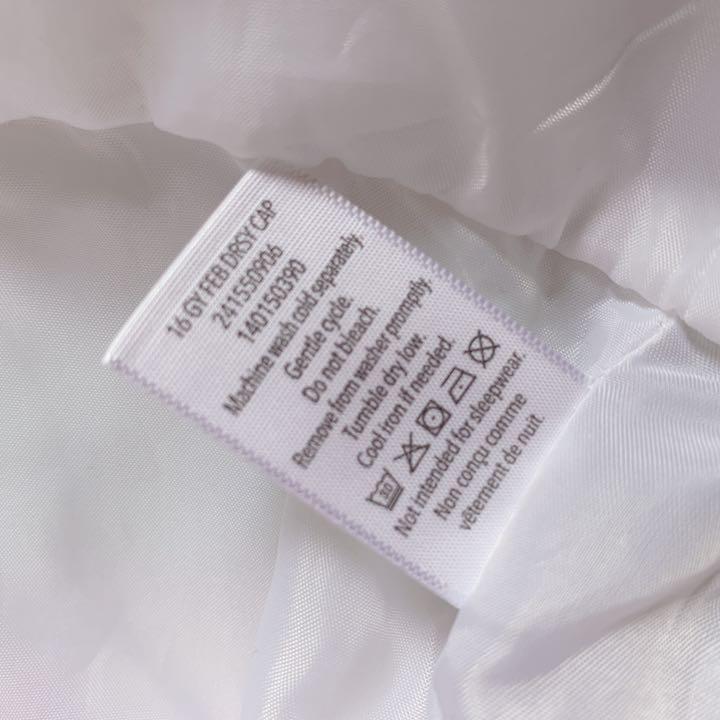 16 GY FEB DRSY CAP
241550906
140150390
Machine wash cold separately.
Gentle cycle.
Do not bleach.
Remove from washer promptly.
Tumble dry low.
Cool iron if needed.
30
Not intended for sleepwear.
Non conçu comme
vêtement de nuit